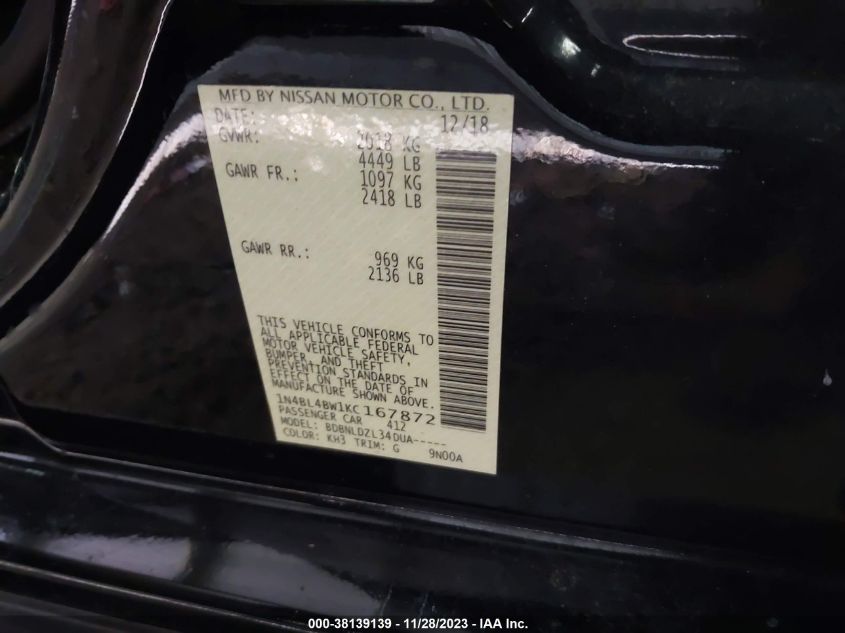 MFD BY NISSAN MOTOR CO., LTD.
DATE: 12/18
GVWR: 2018 KG
4449 LB
GAWR FR.: 1097 KG
2418 LB
GAWR RR.: 969 KG
2136 LB
THIS VEHICLE CONFORMS TO
ALL APPLICABLE FEDERAL
MOTOR VEHICLE SAFETY,
BUMPER, AND THEFT
PREVENTION STANDARDS IN
EFFECT ON THE DATE OF
MANUFACTURE SHOWN ABOVE.
1N4BL4BW1KC167872
PASSENGER CAR 412
MODEL: BDBNLDZL34DUA-----
COLOR: KH3 TRIM: G 9N00A
000-38139139 - 11/28/2023 - IAA Inc.